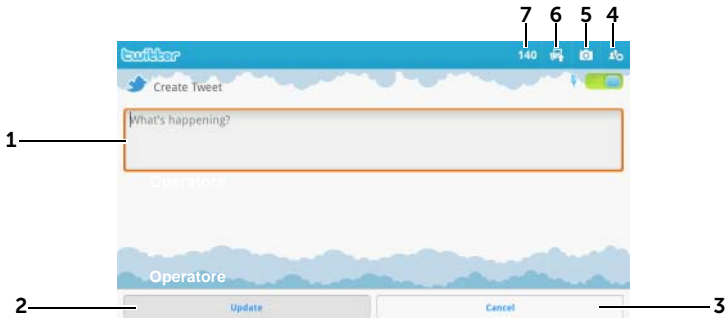 7 6 5 4
twitter 140
Create Tweet
What's happening?
1
Operatore
Operatore
2 Update Cancel 3